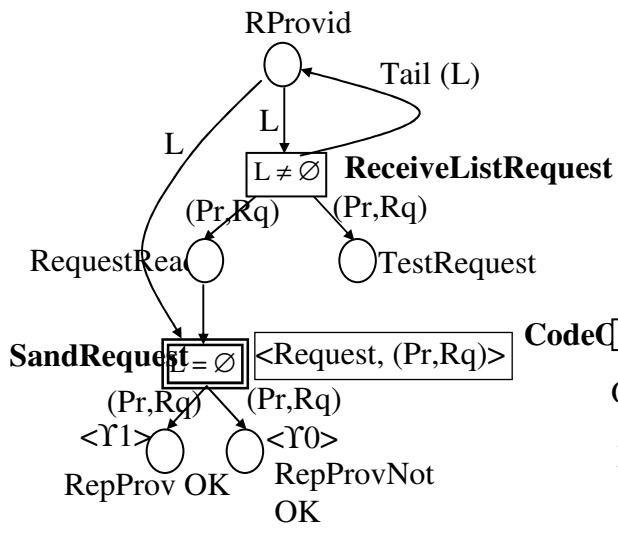 RProvid
Tail (L)
L
L
L ≠ ∅ ReceiveListRequest
(Pr,Rq) (Pr,Rq)
TestRequest
SandRequest = ∅ <Request, (Pr,Rq)>
(Pr,Rq) (Pr,Rq)
<ϒ1> <ϒ0>
RepProv OK RepProvNot
OK